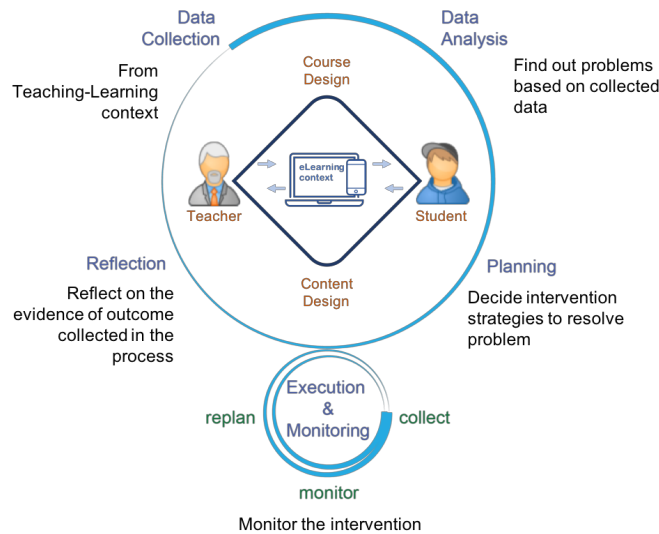 Data
Collection
From
Teaching-Learning
context
Data
Analysis
Find out problems
based on collected
data
Course
Design
eLearning
context
Teacher
Student
Content
Design
Reflection
Reflect on the
evidence of outcome
collected in the
process
Planning
Decide intervention
strategies to resolve
problem
Execution
&
Monitoring
replan
collect
monitor
Monitor the intervention